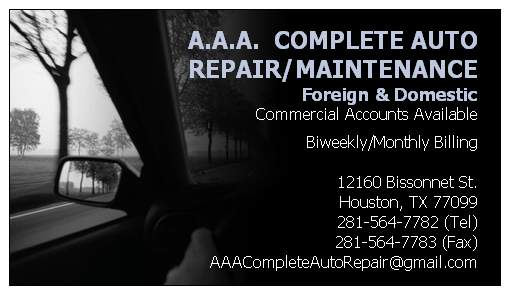 A.A.A. COMPLETE AUTO
REPAIR/MAINTENANCE
Foreign & Domestic
Commercial Accounts Available
Biweekly/Monthly Billing
12160 Bissonnet St.
Houston, TX 77099
281-564-7782 (Tel)
281-564-7783 (Fax)
AAACompleteAutoRepair@gmail.com